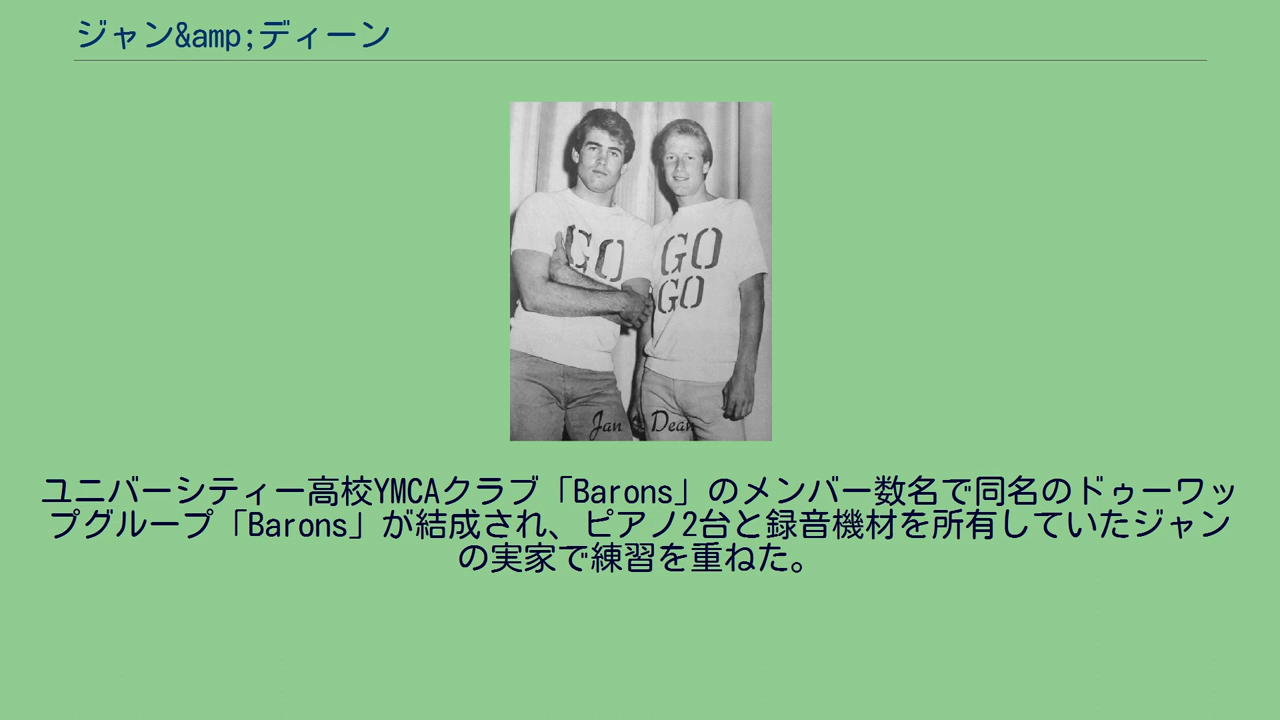 ジャン&amp;ディーン
GO GO
GO
Jan & Dean
ユニバーシティー高校YMCAクラブ「Barons」のメンバー数名で同名のドゥーワッ
プグループ「Barons」が結成され、ピアノ2台と録音機材を所有していたジャン
の実家で練習を重ねた。